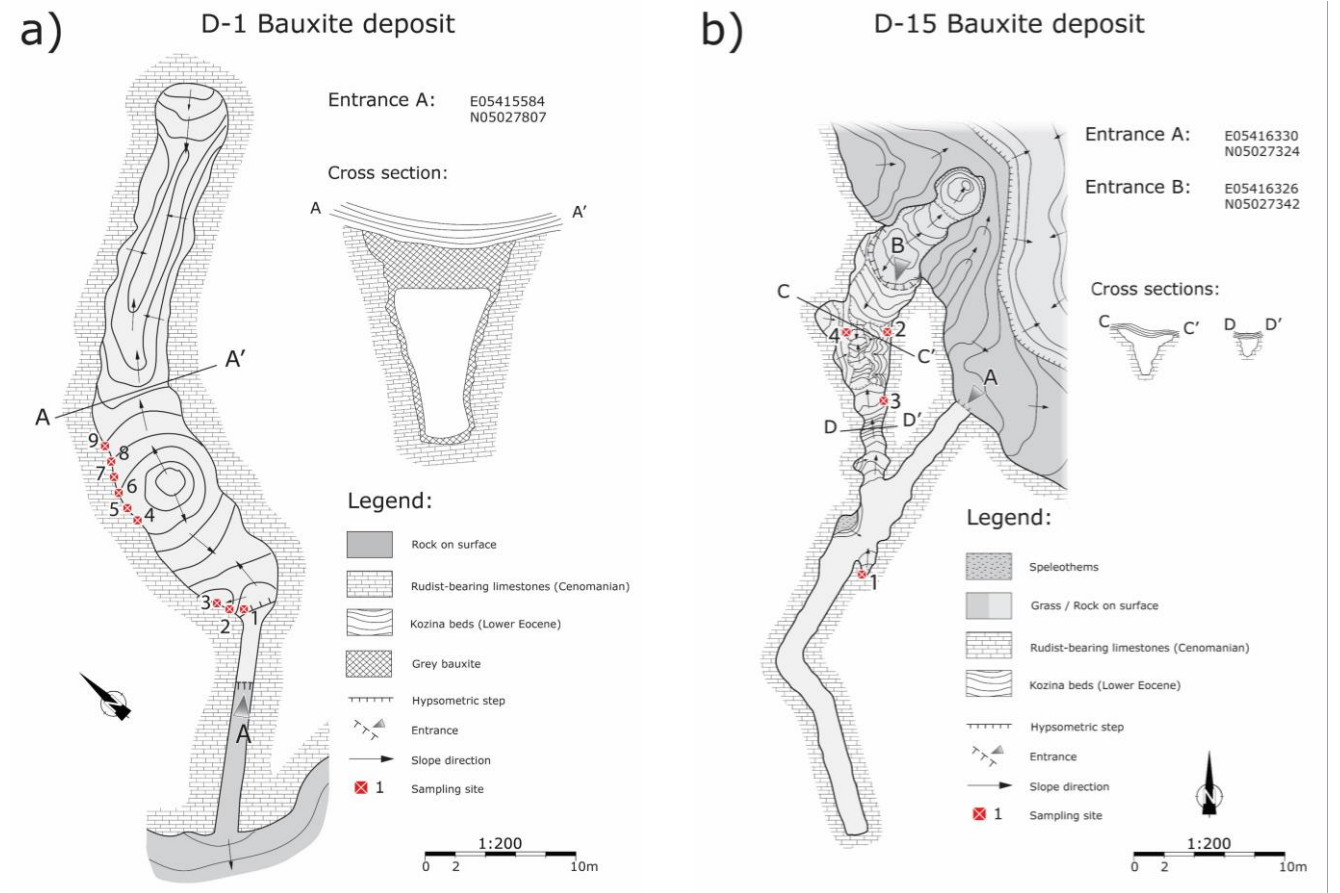 a)
D-1 Bauxite deposit
Entrance A:
E05415584
N05027807
Cross section:
A
A'
A
A'
9
8
7
6
5
4
3
2
1
A
Legend:
Rock on surface
Rudist-bearing limestones (Cenomanian)
Kozina beds (Lower Eocene)
Grey bauxite
Hypsometric step
Entrance
Slope direction
1 Sampling site
N
1:200
0 2 10m
b)
D-15 Bauxite deposit
Entrance A:
E05416330
N05027324
Entrance B:
E05416326
N05027342
B
C
4
2
C'
A
3
D
D'
1
Cross sections:
C
C'
D
D'
Legend:
Speleothems
Grass / Rock on surface
Rudist-bearing limestones (Cenomanian)
Kozina beds (Lower Eocene)
Hypsometric step
Entrance
Slope direction
1 Sampling site
N
1:200
0 2 10m